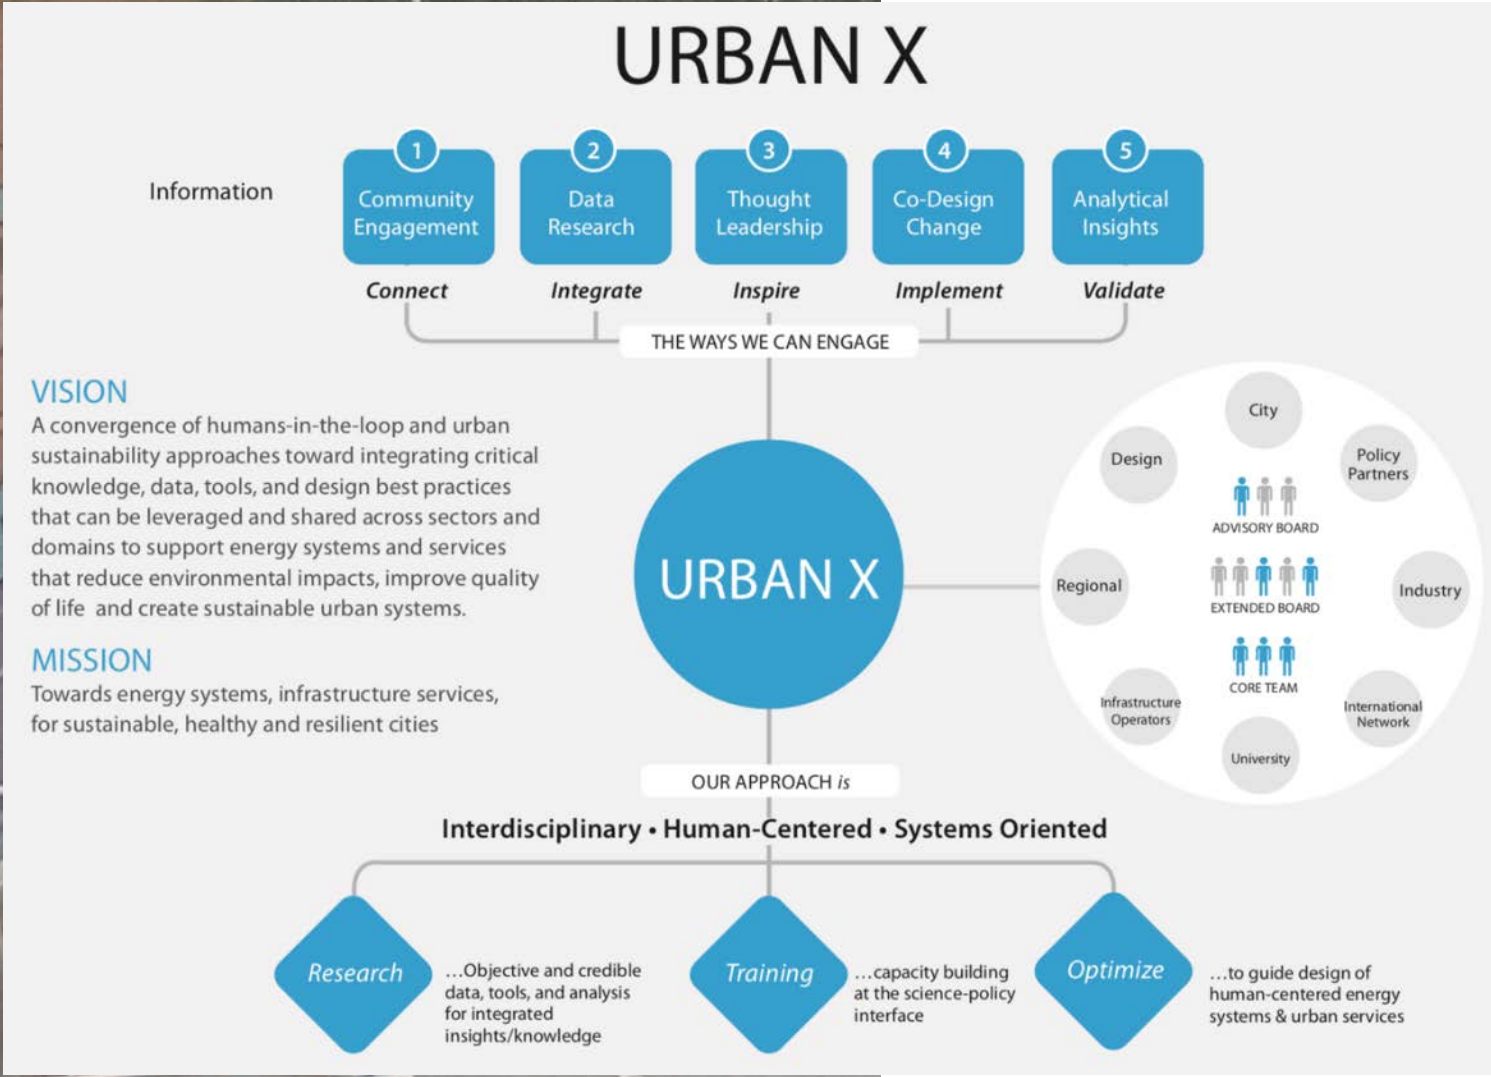 URBAN X
Information
1
Community
Engagement
Connect
2
Data
Research
Integrate
3
Thought
Leadership
Inspire
4
Co-Design
Change
Implement
5
Analytical
Insights
Validate
THE WAYS WE CAN ENGAGE
VISION
A convergence of humans-in-the-loop and urban
sustainability approaches toward integrating critical
knowledge, data, tools, and design best practices
that can be leveraged and shared across sectors and
domains to support energy systems and services
that reduce environmental impacts, improve quality
of life and create sustainable urban systems.
MISSION
Towards energy systems, infrastructure services,
for sustainable, healthy and resilient cities
URBAN X
City
Design
Policy
Partners
ADVISORY BOARD
Regional
EXTENDED BOARD
Industry
CORE TEAM
Infrastructure
Operators
International
Network
University
OUR APPROACH is
Interdisciplinary • Human-Centered • Systems Oriented
Research
...Objective and credible
data, tools, and analysis
for integrated
insights/knowledge
Training
...capacity building
at the science-policy
interface
Optimize
...to guide design of
human-centered energy
systems & urban services